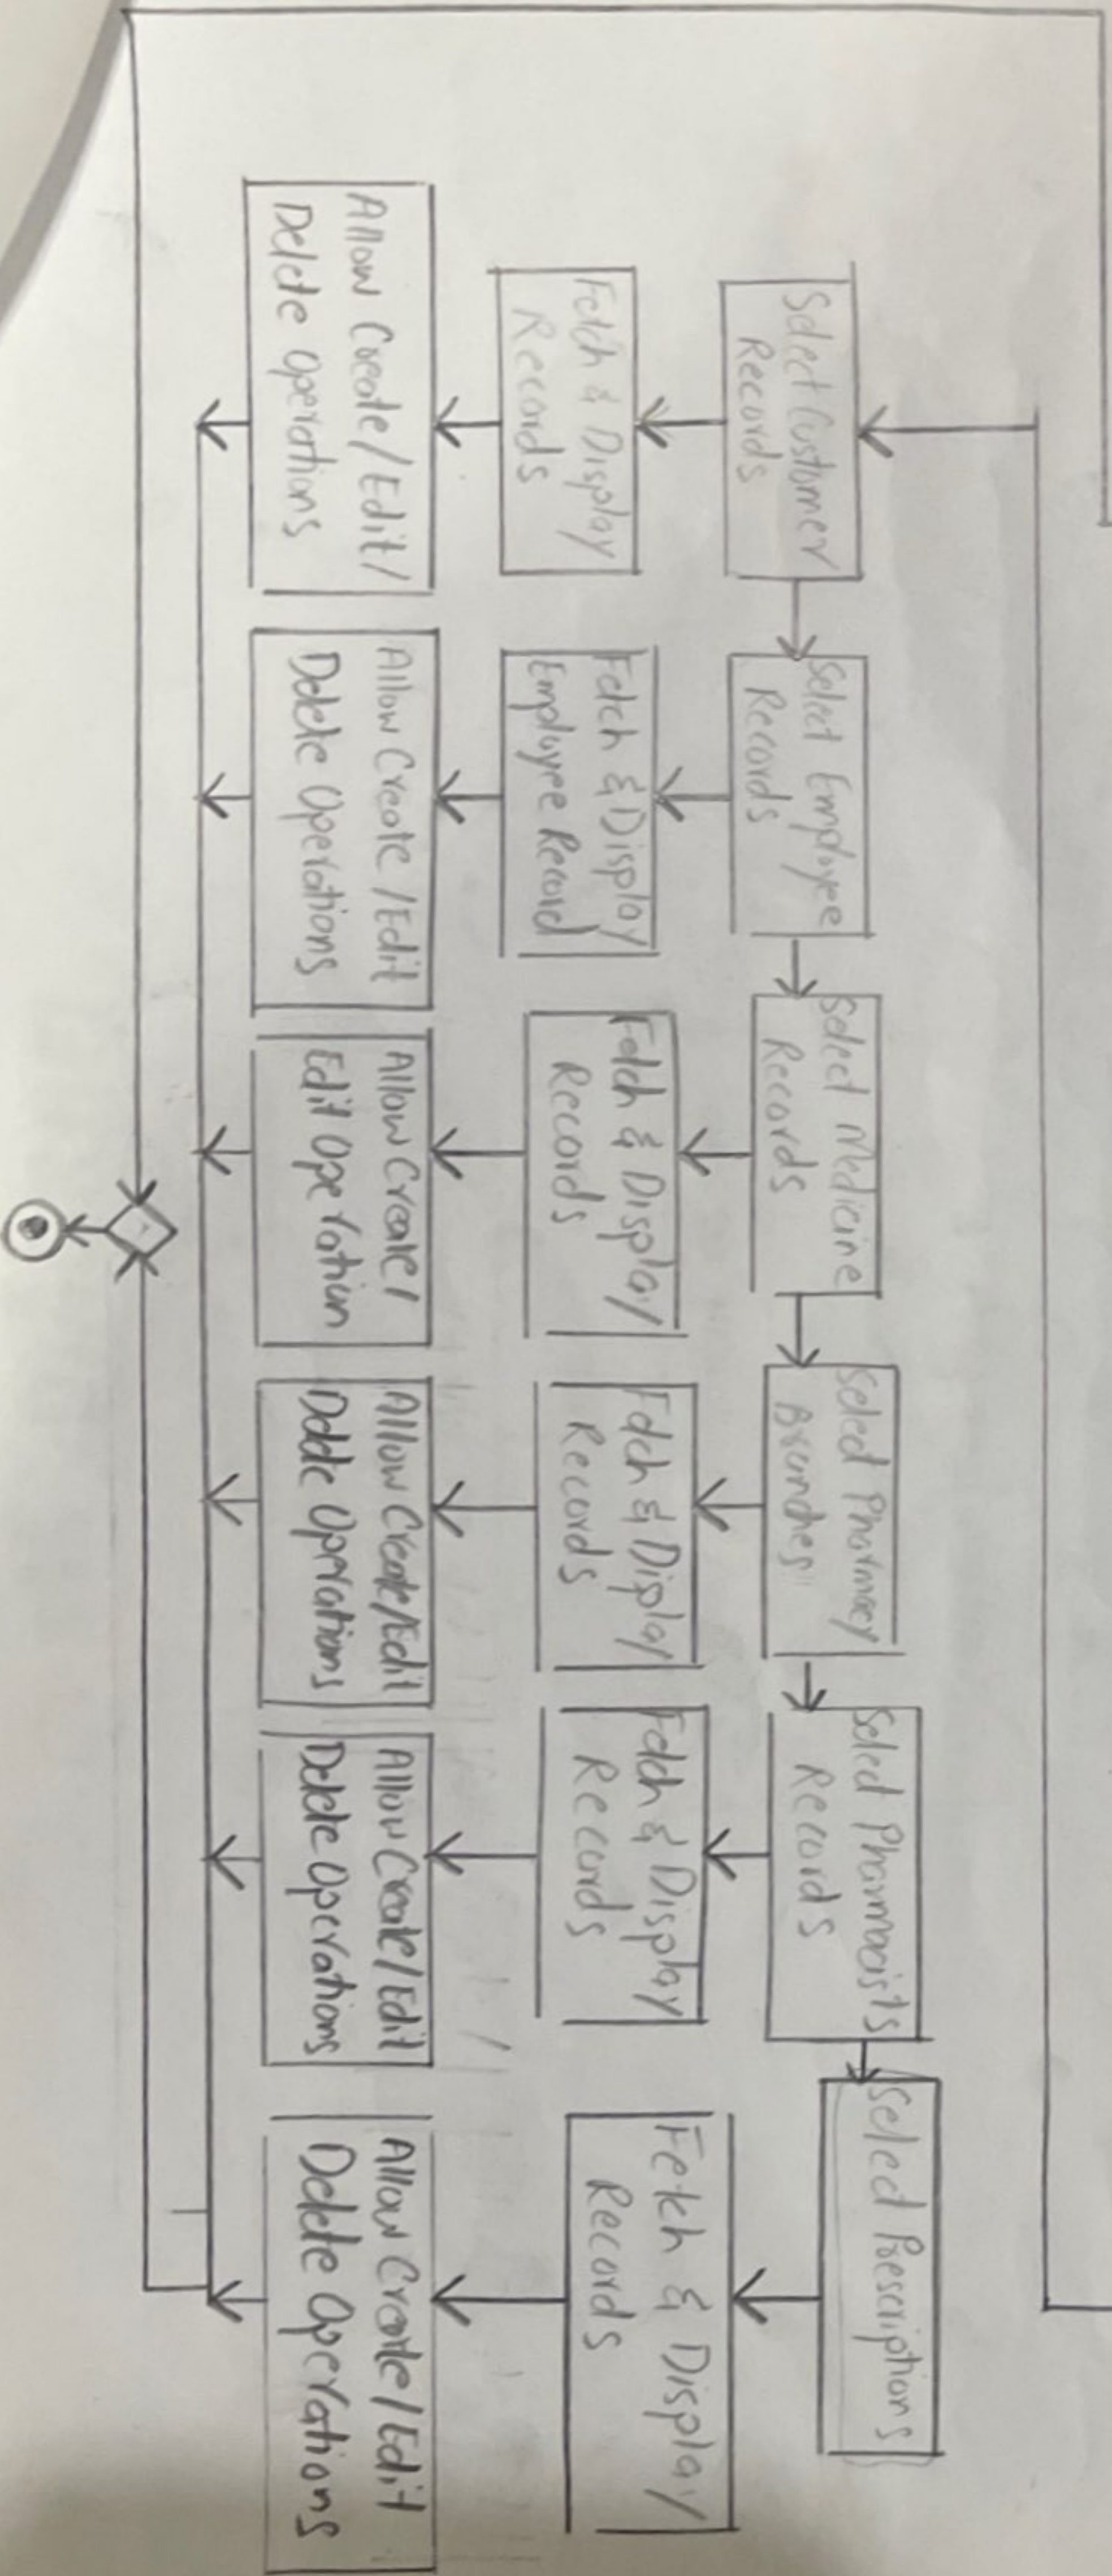 Select Customer
Records
Select Employee
Records
Select Medicine
Records
Select Pharmacy
Branches
Select Pharmacists
Records
Select Prescriptions
Fetch & Display
Records
Fetch & Display
Employee Record
Fetch & Display
Records
Fetch & Diplay
Records
Fetch & Display
Records
Fetch & Display
Records
Allow Create/Edit/
Delete Operations
Allow Create/Edit
Delete Operations
Allow Create/
Edit Operation
Allow Create/Edit
Delete Operations
Allow Create/Edit
Delete Operations
Allow Create/Edit
Delete Operations